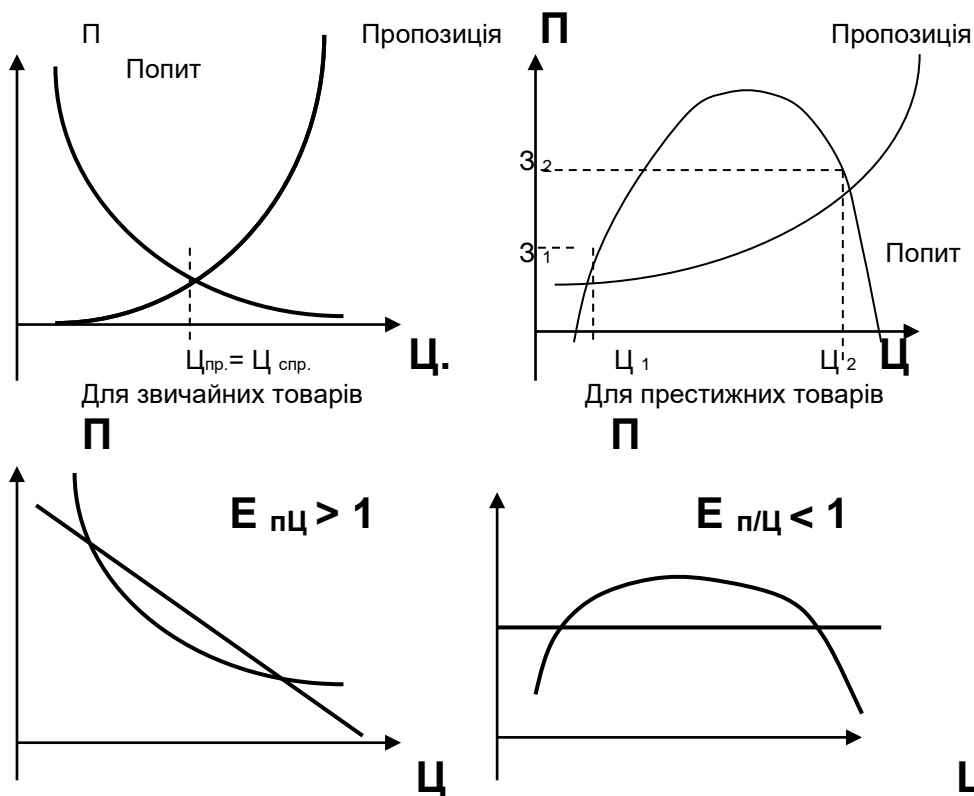 П Пропозиція П Пропозиція
Попит
З 2
З 1
Попит
Цпр.= Ц спр. Ц. Ц 1 Ц'2 Ц
Для звичайних товарів Для престижних товарів
П П
Е пЦ > 1 Е п/Ц < 1
Ц Ц